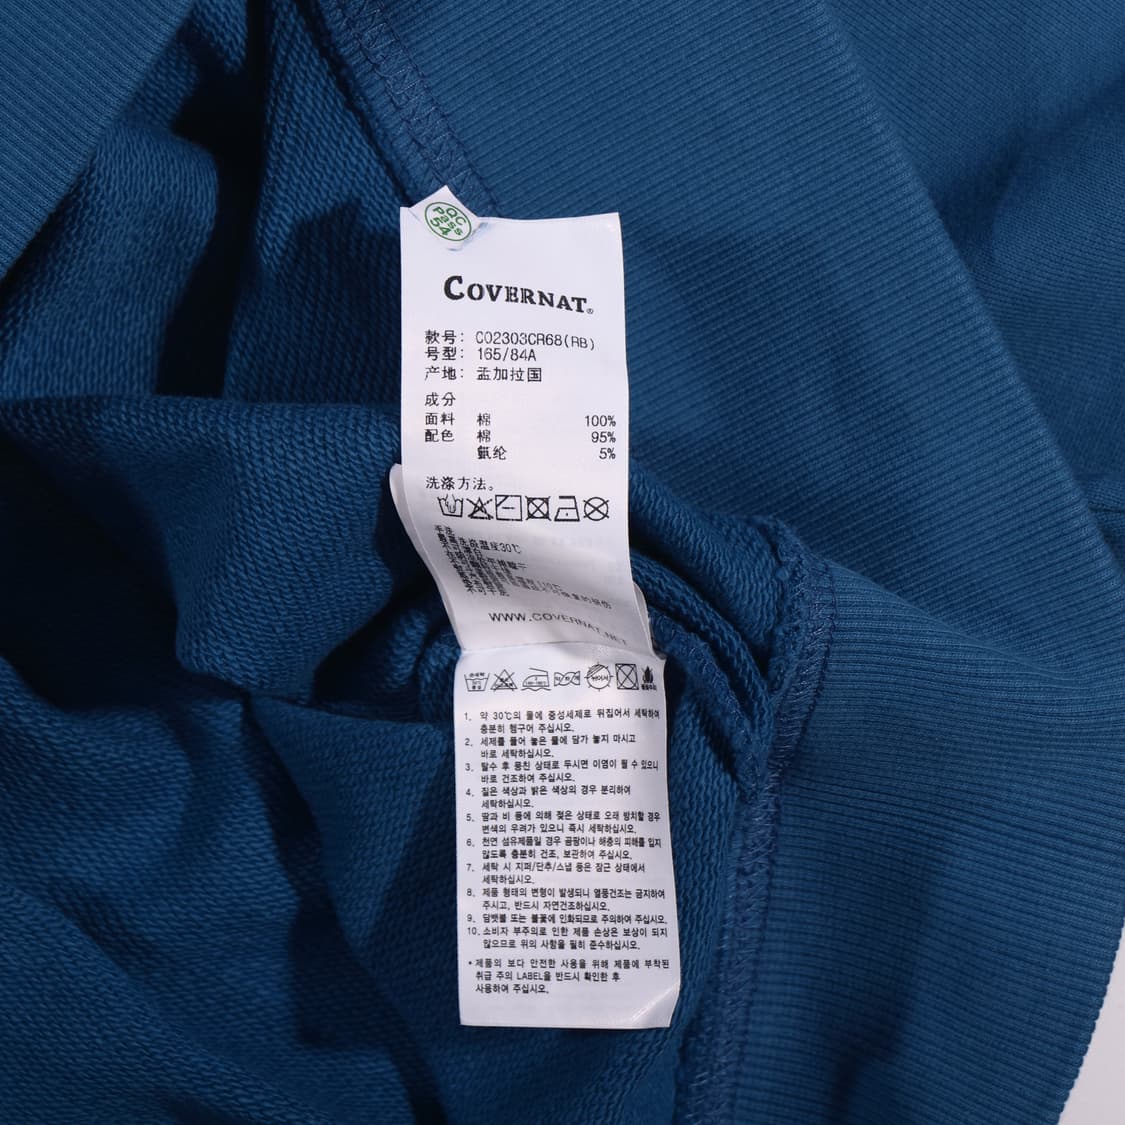 QC
Pass
54
COVERNAT®
款号: CO2303CR68(RB)
号型: 165/84A
产地: 孟加拉国
成分
面料 棉 100%
配色 棉 95%
氨纶 5%
洗涤方法。
手洗
最高洗涤温度30℃
WWW.COVERNAT.NET
1. 약 30℃의 물에 중성세제로 뒤집어서 세탁하여
충분히 헹구어 주십시오.
2. 세제를 풀어 놓은 물에 담가 놓지 마시고
바로 세탁하십시오.
3. 탈수 후 뭉친 상태로 두시면 이염이 될 수 있으니
바로 건조하여 주십시오.
4. 짙은 색상과 밝은 색상의 경우 분리하여
세탁하십시오.
5. 땀과 비 등에 의해 젖은 상태로 오래 방치할 경우
변색의 우려가 있으니 즉시 세탁하십시오.
6. 천연 섬유제품일 경우 곰팡이나 해충의 피해를 입지
않도록 충분히 건조, 보관하여 주십시오.
7. 세탁 시 지퍼/단추/스냅 등은 잠근 상태에서
세탁하십시오.
8. 제품 형태의 변형이 발생되니 열풍건조는 금지하여
주시고, 반드시 자연건조하십시오.
9. 담뱃불 또는 불꽃에 인화되므로 주의하여 주십시오.
10. 소비자 부주의로 인한 제품 손상은 보상이 되지
않으므로 위의 사항을 필히 준수하십시오.
* 제품의 보다 안전한 사용을 위해 제품에 부착된
취급 주의 LABEL을 반드시 확인한 후
사용하여 주십시오.